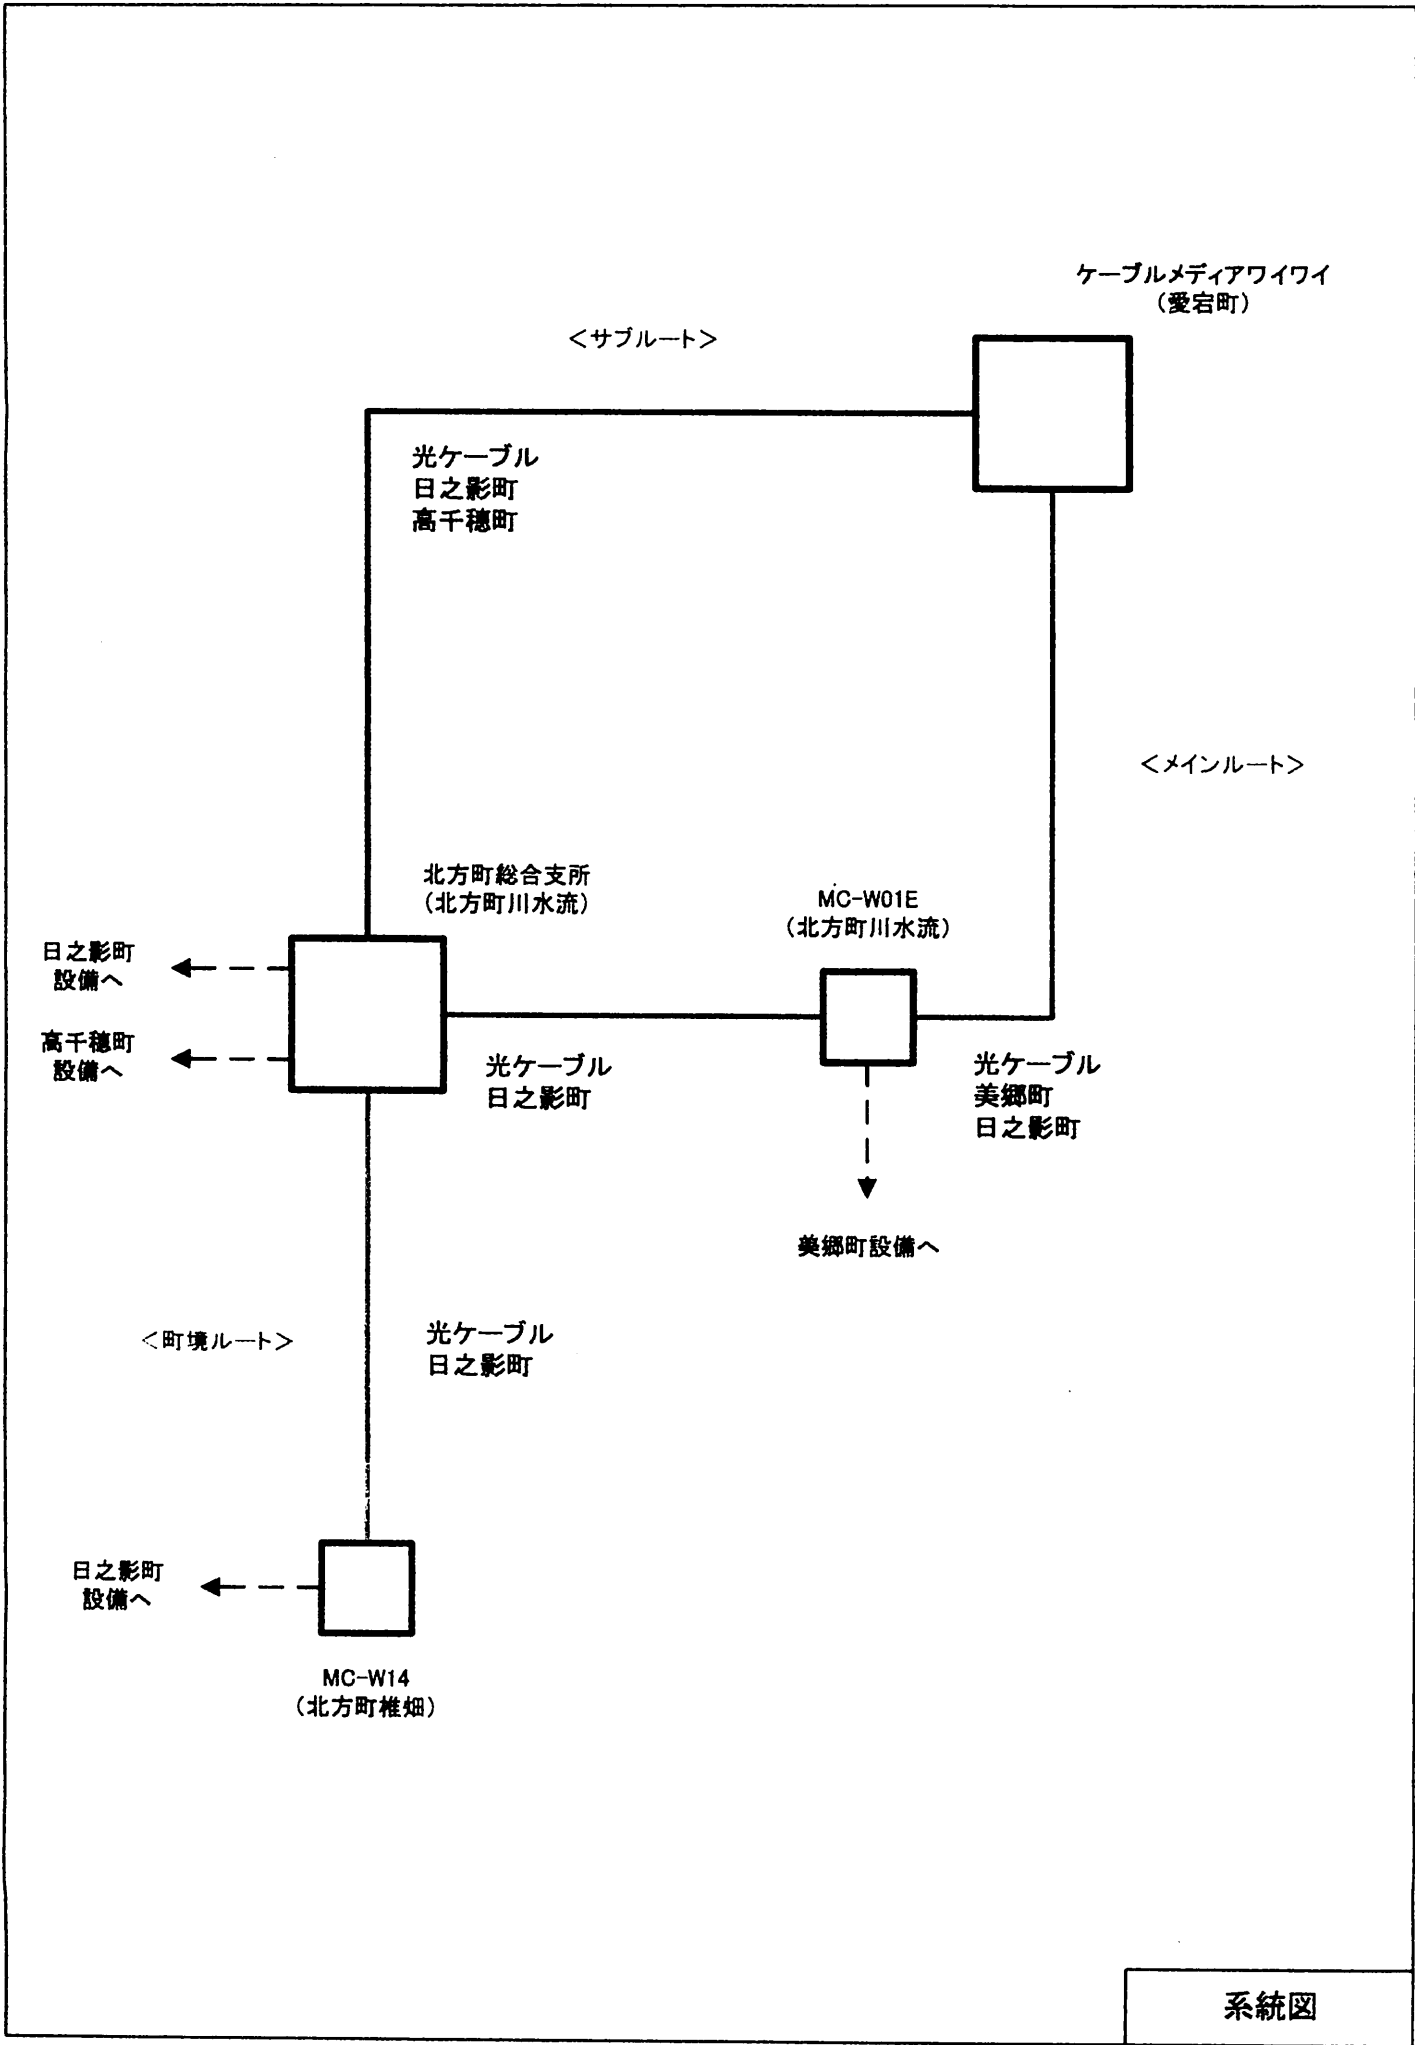 ケーブルメディアワイワイ
（愛宕町）
＜サブルート＞
光ケーブル
日之影町
高千穂町
＜メインルート＞
北方町総合支所
（北方町川水流）
MC-W01E
（北方町川水流）
日之影町
設備へ
高千穂町
設備へ
光ケーブル
日之影町
光ケーブル
美郷町
日之影町
美郷町設備へ
＜町境ルート＞
光ケーブル
日之影町
日之影町
設備へ
MC-W14
（北方町椎畑）
系統図